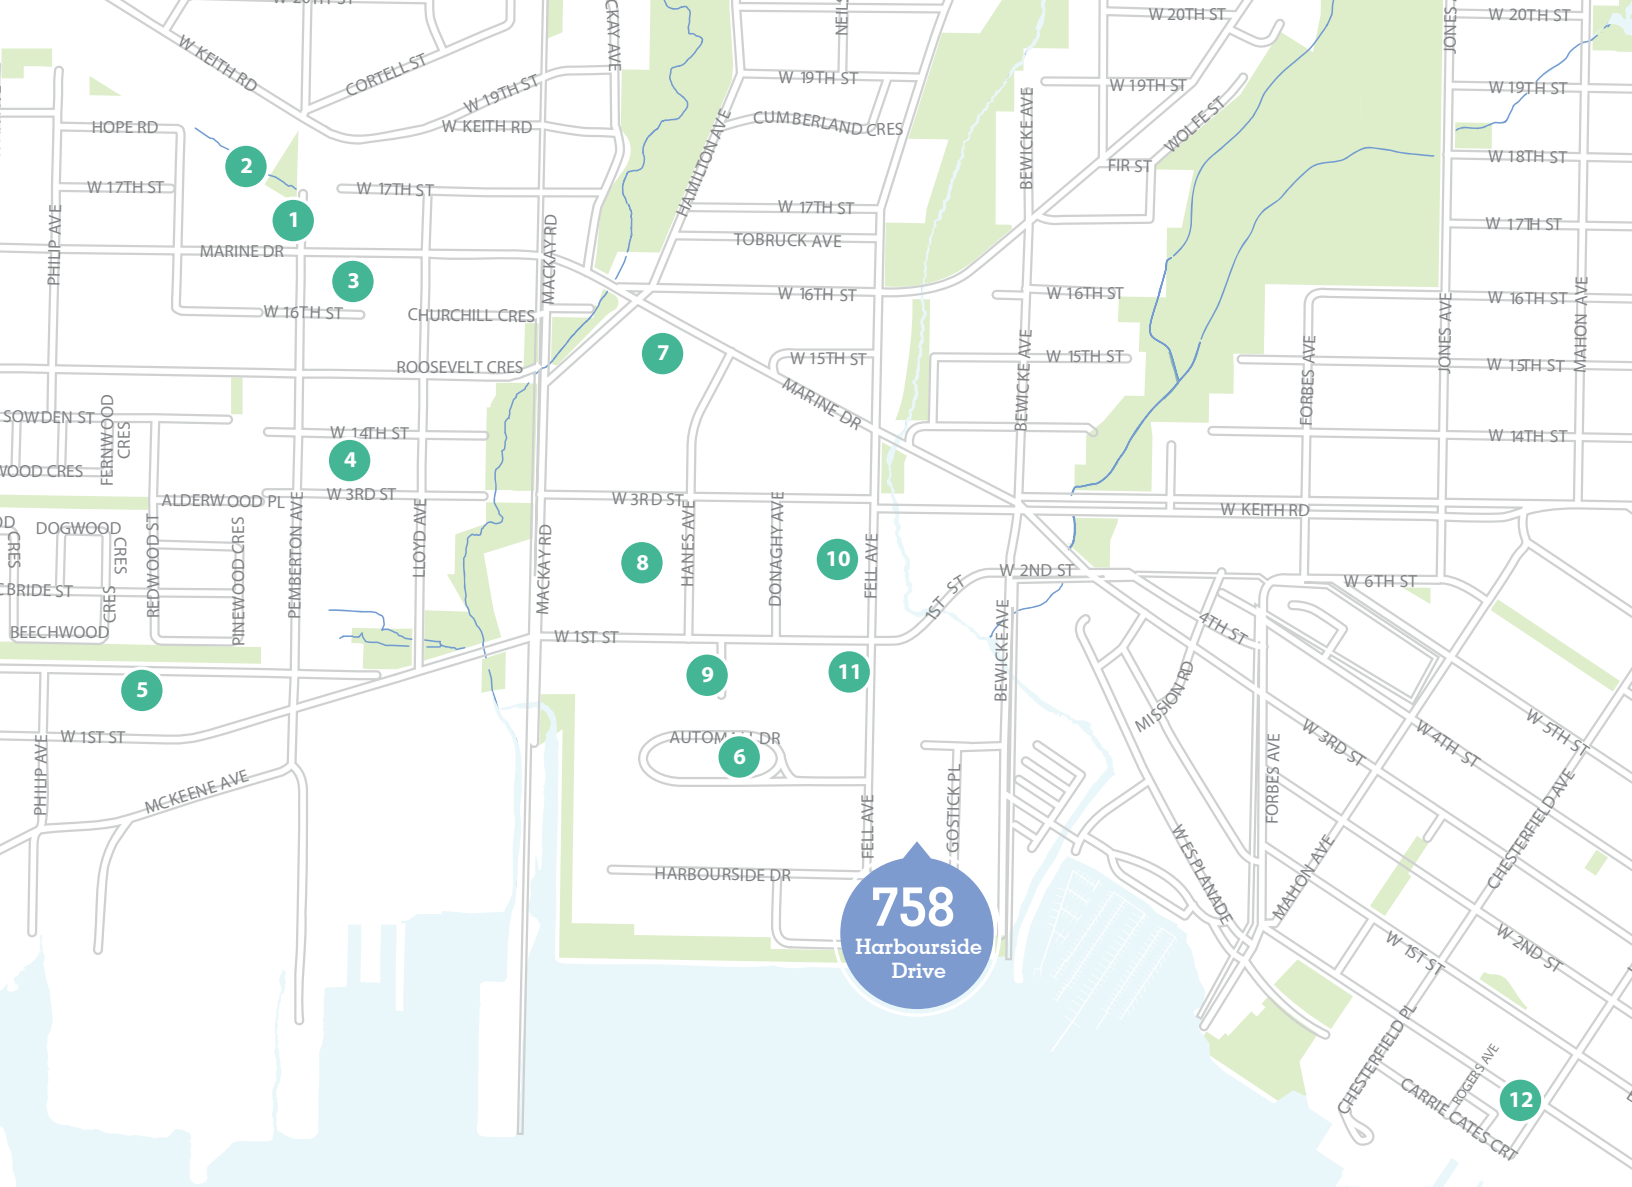 W 20TH ST
W 20TH ST
W KEITH RD
CORTELL ST
W 19TH ST
W 19TH ST
W 19TH ST
W 19TH ST
HOPE RD
W KEITH RD
HAMILTON AVE
CUMBERLAND CRES
BEWICKE AVE
WOLFE ST
FIR ST
W 18TH ST
2
W 17TH ST
W 17TH ST
W 17TH ST
W 17TH ST
1
PHILIP AVE
MARINE DR
MACKAY RD
TOBRUCK AVE
3
W 16TH ST
W 16TH ST
W 16TH ST
W 16TH ST
CHURCHILL CRES
7
W 15TH ST
W 15TH ST
W 15TH ST
ROOSEVELT CRES
MARINE DR
BEWICKE AVE
FORBES AVE
JONES AVE
MAHON AVE
SOWDEN ST
FERNWOOD
CRES
W 14TH ST
W 14TH ST
4
WOOD CRES
ALDERWOOD PL
W 3RD ST
W 3RD ST
W KEITH RD
DOGWOOD
CRES
CRES
REDWOOD ST
PINEWOOD CRES
PEMBERTON AVE
LLOYD AVE
MACKAY RD
8
HANES AVE
DONAGHY AVE
10
FELL AVE
1ST ST
W 2ND ST
W 6TH ST
CBRIDE ST
CRES
BEECHWOOD
W 1ST ST
BEWICKE AVE
4TH ST
5
9
11
MISSION RD
W 1ST ST
PHILIP AVE
MCKEENE AVE
AUTOMALL DR
6
W 3RD ST
W 4TH ST
W 5TH ST
FELL AVE
GOSTICK PL
FORBES AVE
CHESTERFIELD AVE
HARBOURSIDE DR
W ESPLANADE
MAHON AVE
758
Harbourside
Drive
W 1ST ST
W 2ND ST
CHESTERFIELD PL
ROGERS AVE
CARRIE CATES CRT
12